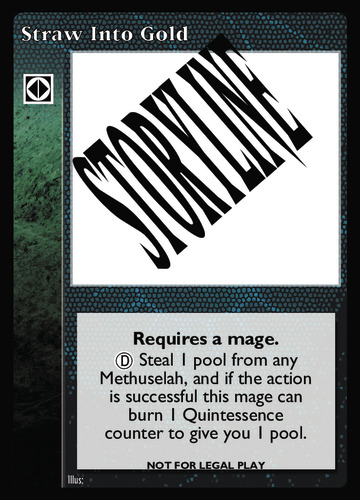 Straw Into Gold
STORYLINE
Requires a mage.
Ⓓ Steal 1 pool from any
Methuselah, and if the action
is successful this mage can
burn 1 Quintessence
counter to give you 1 pool.
NOT FOR LEGAL PLAY
Illus: